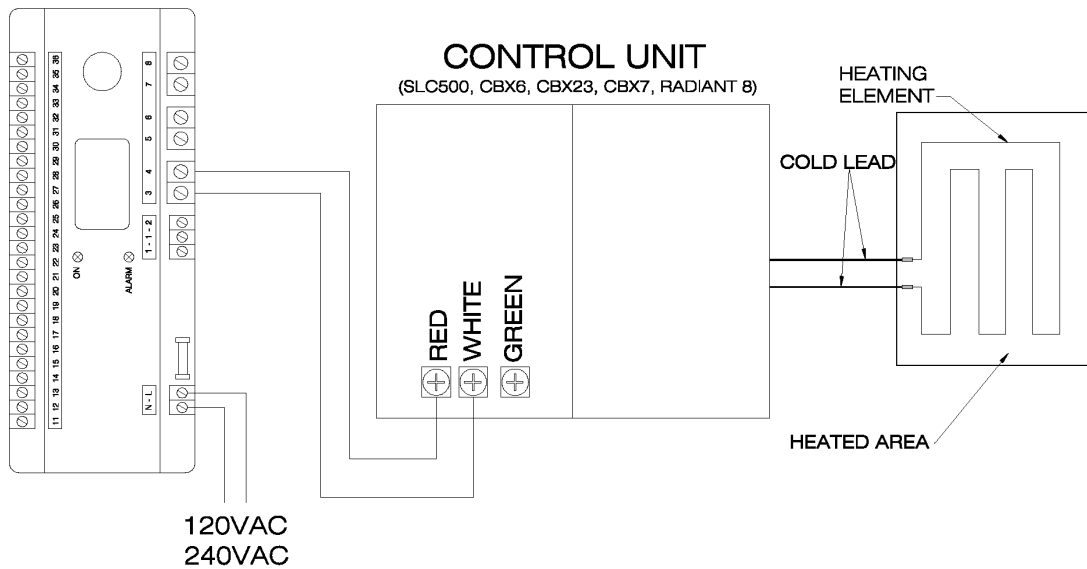 CONTROL UNIT
(SLC500, CBX6, CBX23, CBX7, RADIANT 8)
36
35
34
33
32
31
30
29
28
27
26
25
24
23
22
21
20
19
18
17
16
15
14
13
12
11
8
7
6
5
4
3
1 - 1 - 2
ON
ALARM
N - L
120VAC
240VAC
RED
WHITE
GREEN
HEATING
ELEMENT
COLD LEAD
HEATED AREA